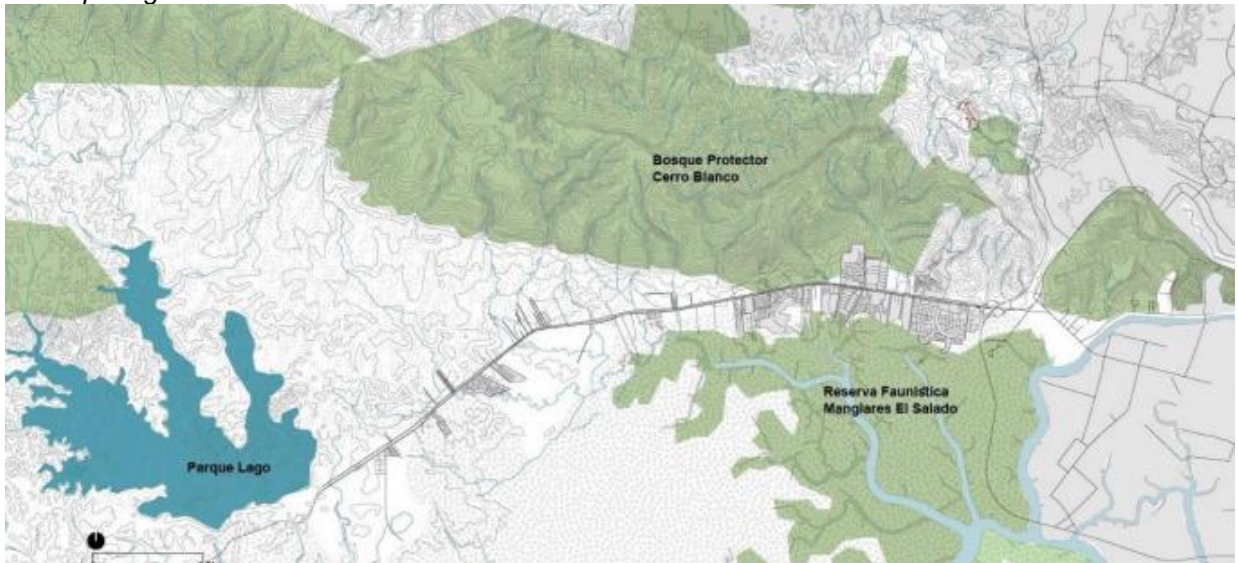 Bosque Protector
Cerro Blanco
Reserva Faunística
Manglares El Salado
Parque Lago